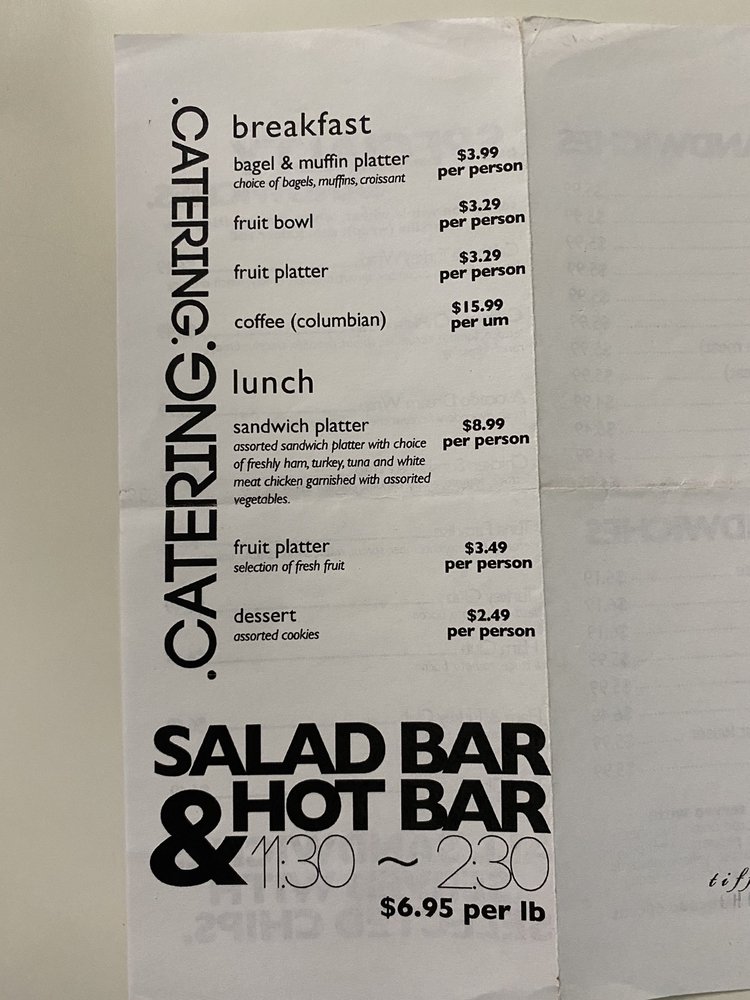 .CATERING.
breakfast
bagel & muffin platter $3.99
choice of bagels, muffins, croissant per person
fruit bowl $3.29
per person
fruit platter $3.29
per person
coffee (columbian) $15.99
per um
.CATERING.
lunch
sandwich platter $8.99
assorted sandwich platter with choice per person
of freshly ham, turkey, tuna and white
meat chicken garnished with assorted
vegetables.
fruit platter $3.49
selection of fresh fruit per person
dessert $2.49
assorted cookies per person
SALAD BAR
& HOT BAR
11:30 ~ 2:30
$6.95 per lb